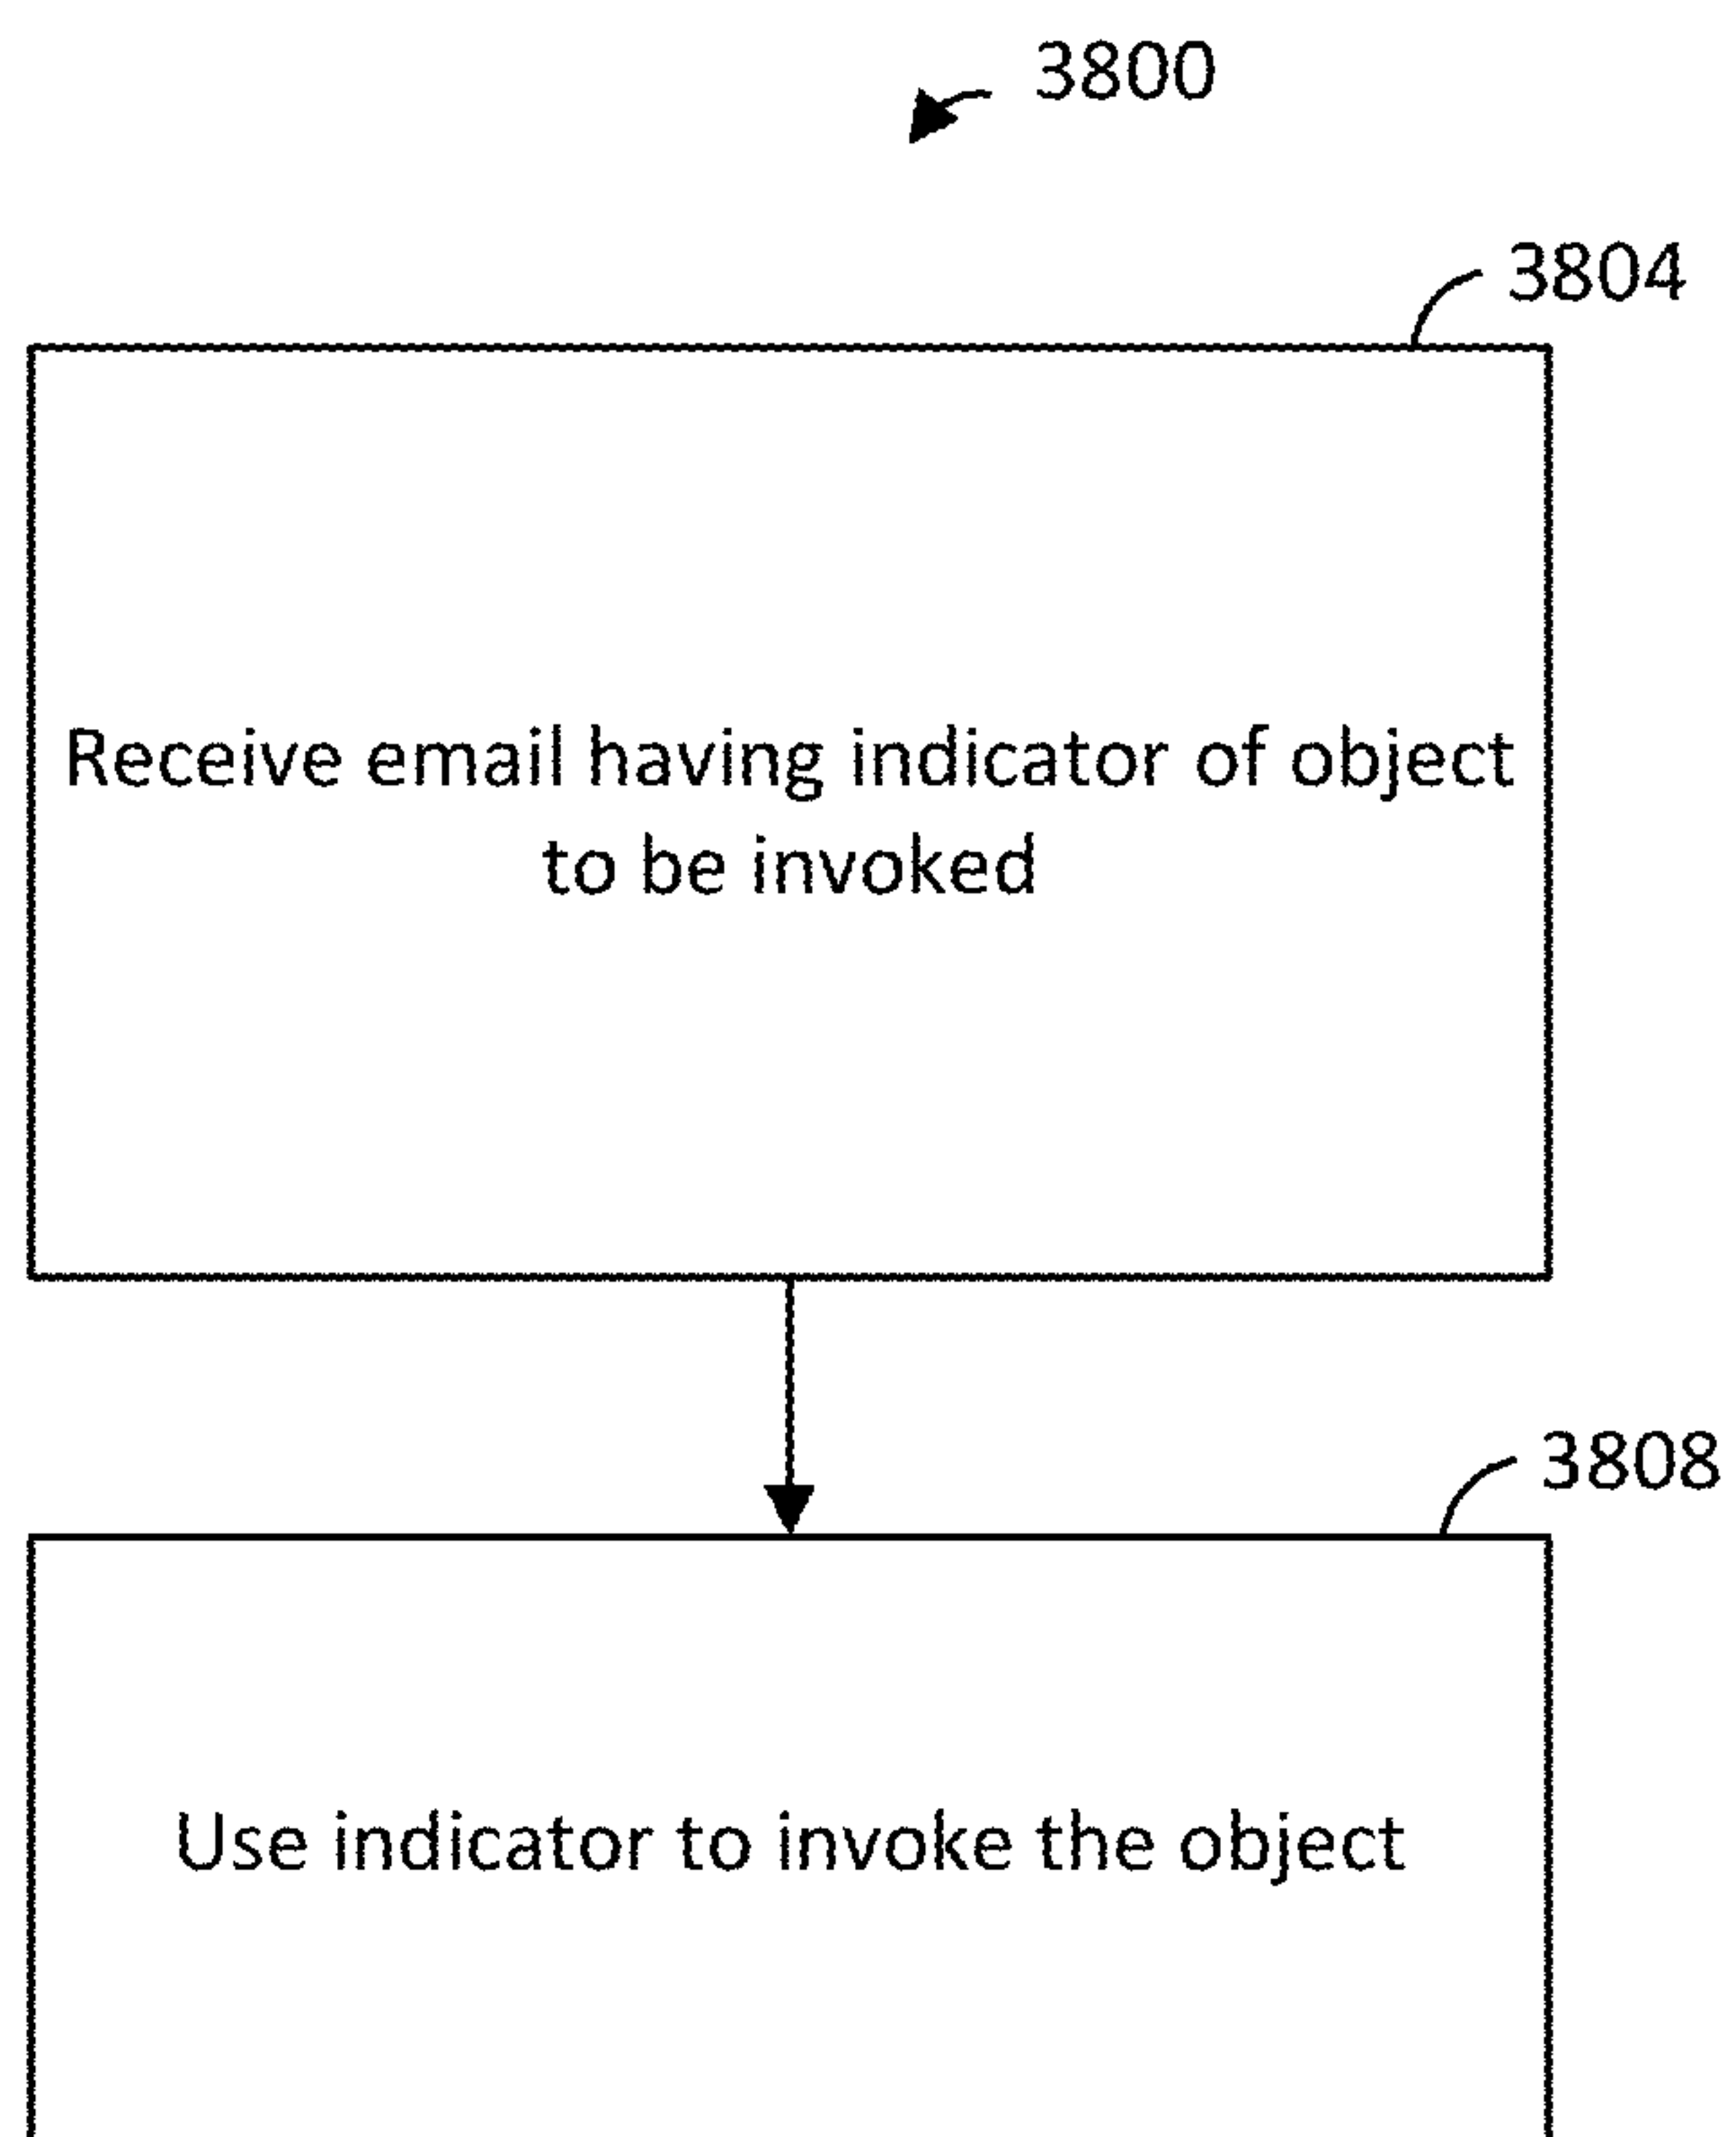 3800
3804
Receive email having indicator of object
to be invoked
3808
Use indicator to invoke the object